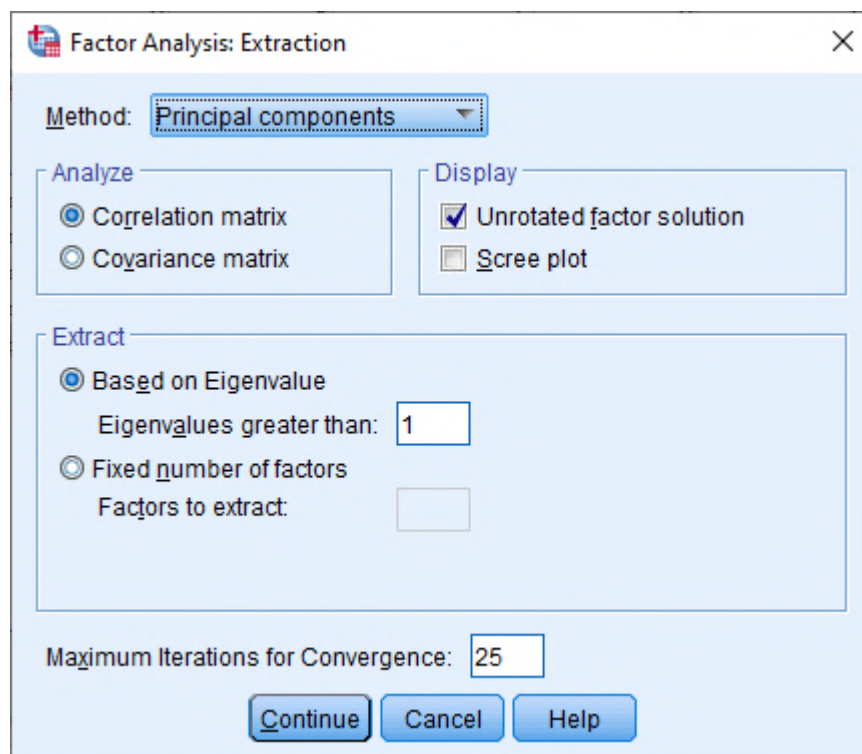 Factor Analysis: Extraction
Method: Principal components
Analyze
Correlation matrix
Covariance matrix
Display
Unrotated factor solution
Scree plot
Extract
Based on Eigenvalue
Eigenvalues greater than: 1
Fixed number of factors
Factors to extract:
Maximum Iterations for Convergence: 25
Continue Cancel Help